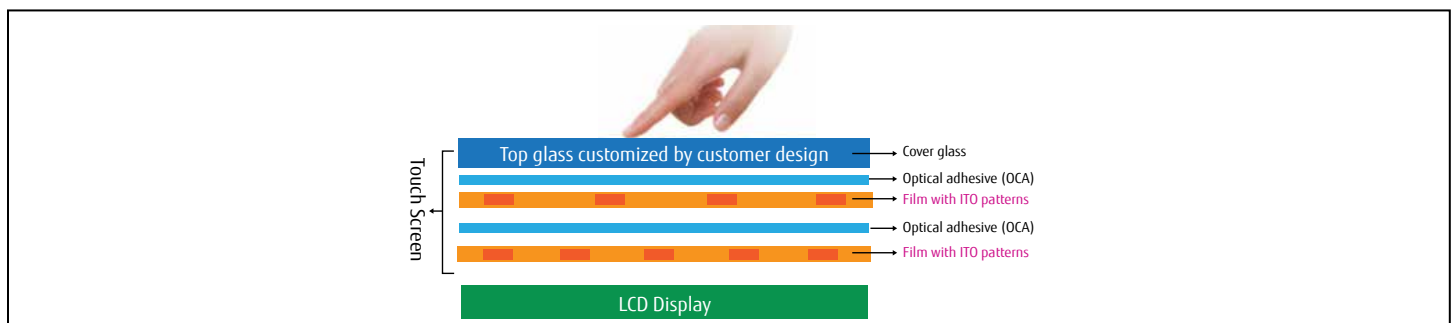 Top glass customized by customer design
Cover glass
Optical adhesive (OCA)
Film with ITO patterns
Optical adhesive (OCA)
Film with ITO patterns
Touch Screen
LCD Display